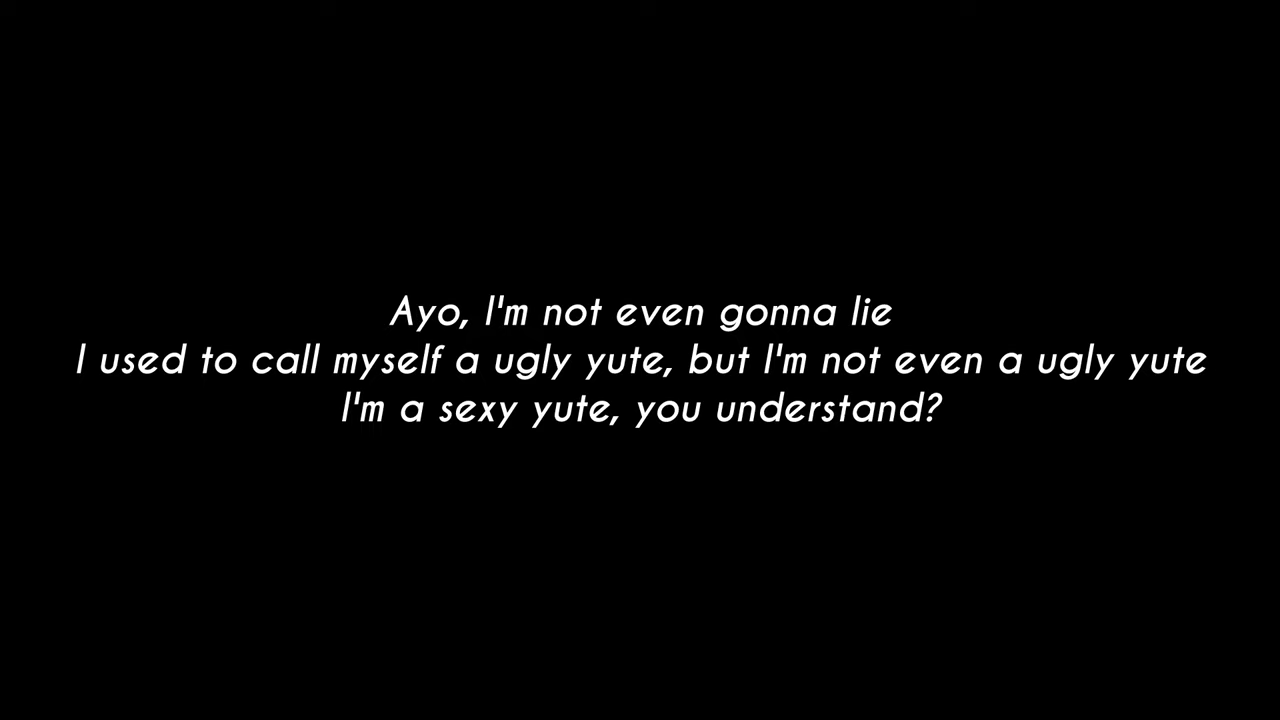 Ayo, I'm not even gonna lie
I used to call myself a ugly yute, but I'm not even a ugly yute
I'm a sexy yute, you understand?